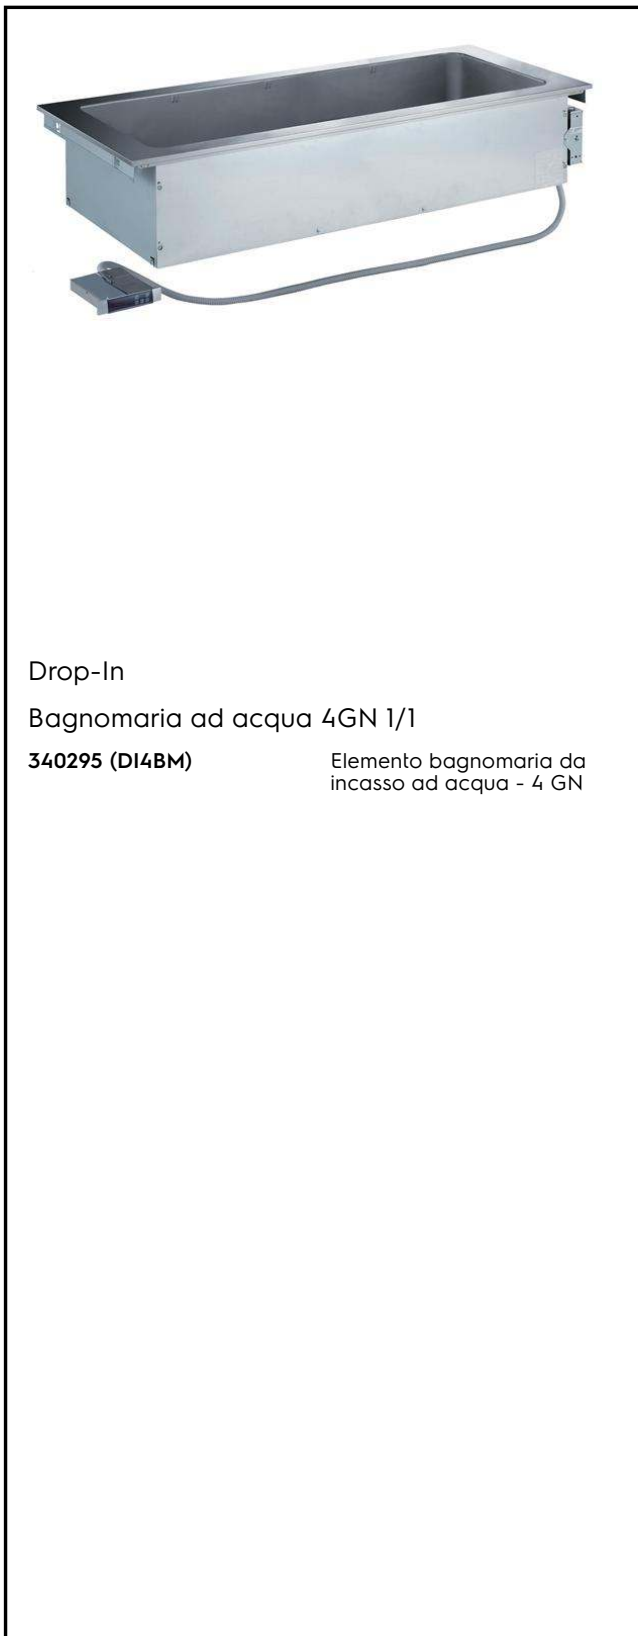 Drop-In
Bagnomaria ad acqua 4GN 1/1
340295 (DI4BM) Elemento bagnomaria da
incasso ad acqua - 4 GN